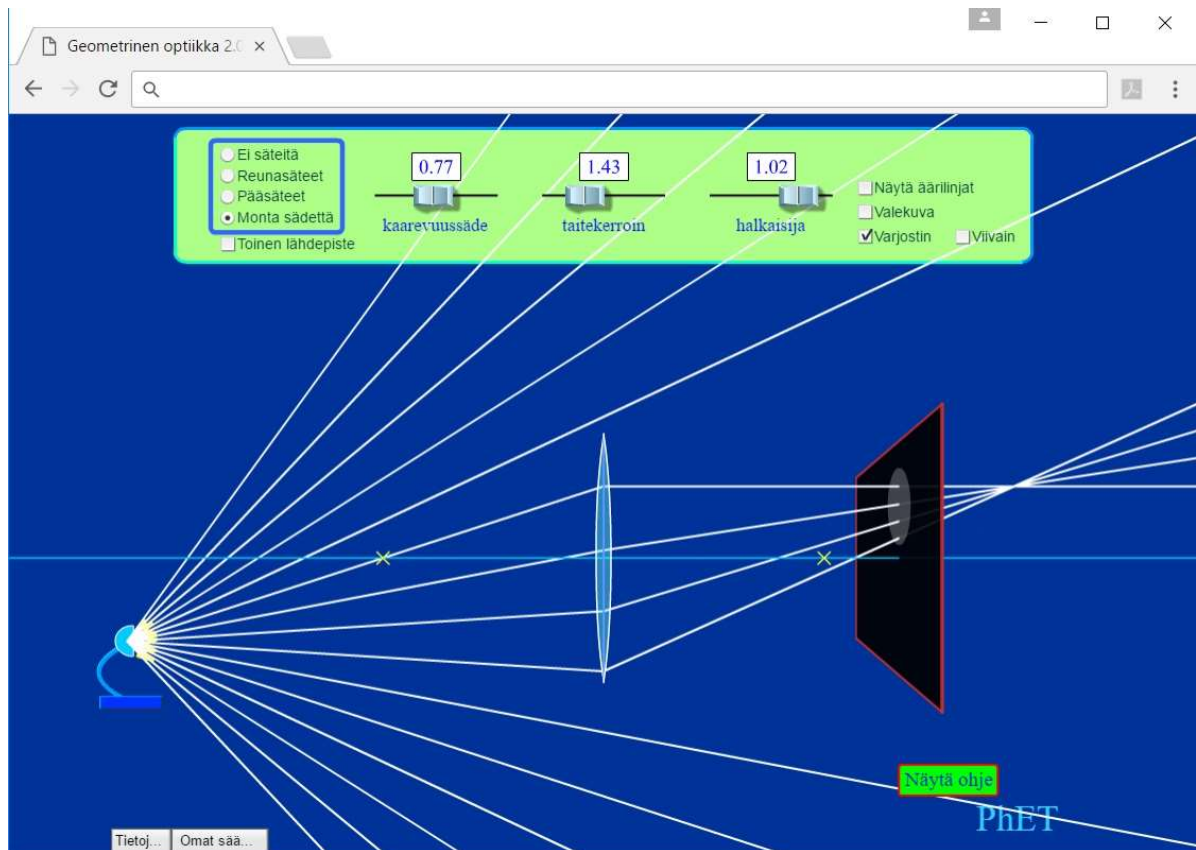 Geometrinen optiikka 2.0
Ei säteitä
Reunasäteet
Pääsäteet
Monta sädettä
Toinen lähdepiste
0.77
kaarevuussäde
1.43
taitekerroin
1.02
halkaisija
Näytä äärilinjat
Valekuva
Varjostin
Viivain
Näytä ohje
PhET
Tietoj...
Omat sää...